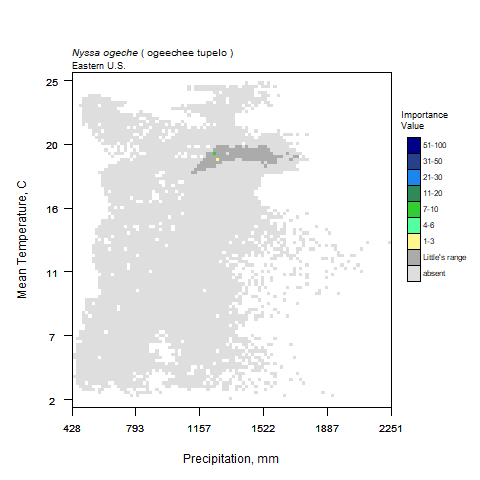 Nyssa ogeche ( ogeechee tupelo )
Eastern U.S.
Importance
Value
51-100
31-50
21-30
11-20
7-10
4-6
1-3
Little's range
absent
Mean Temperature, C
25
20
16
11
7
2
428 793 1157 1522 1887 2251
Precipitation, mm